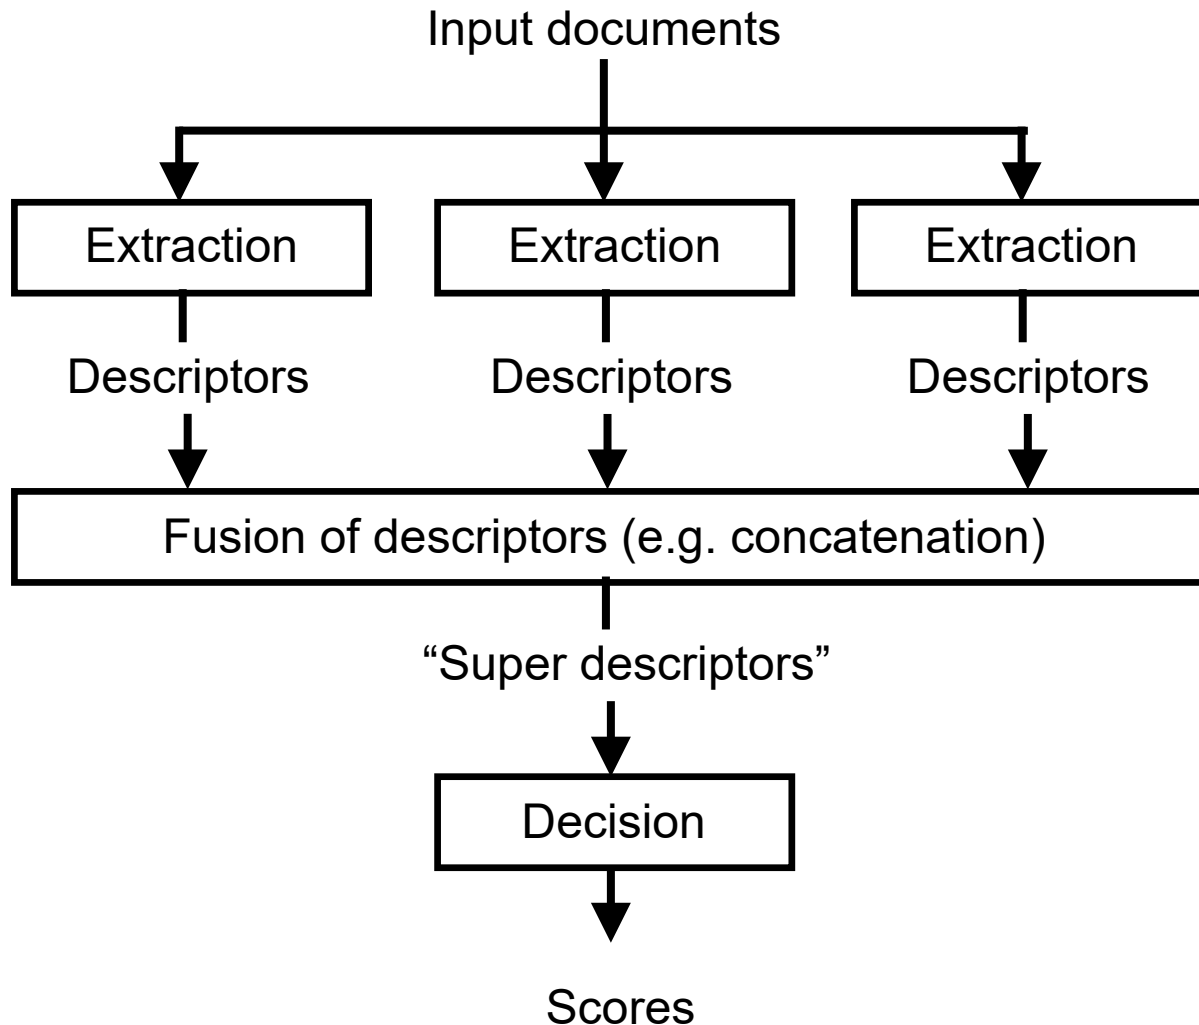 Input documents
Extraction
Extraction
Extraction
Descriptors
Descriptors
Descriptors
Fusion of descriptors (e.g. concatenation)
“Super descriptors”
Decision
Scores